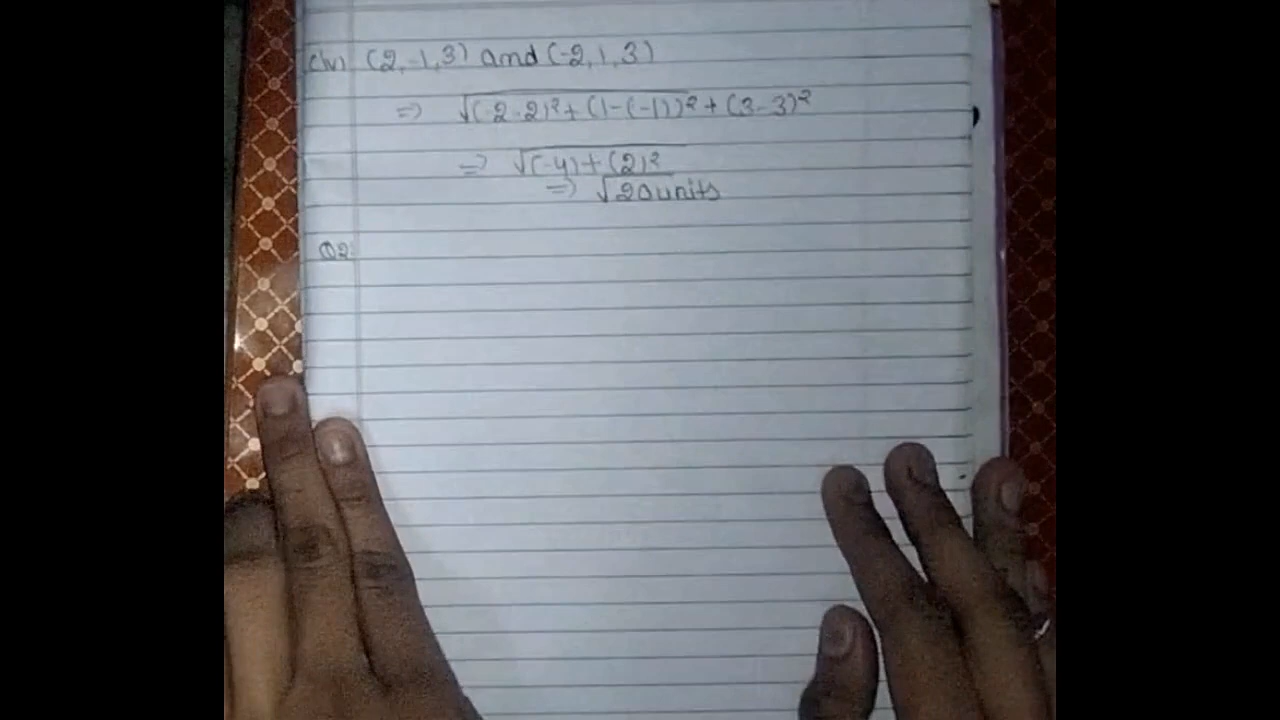 (iv) (2,-1,3) and (-2,1,3)
=> √(-2-2)²+(1-(-1))²+(3-3)²
=> √(-4)+(2)²
=> √20 units
Q2: